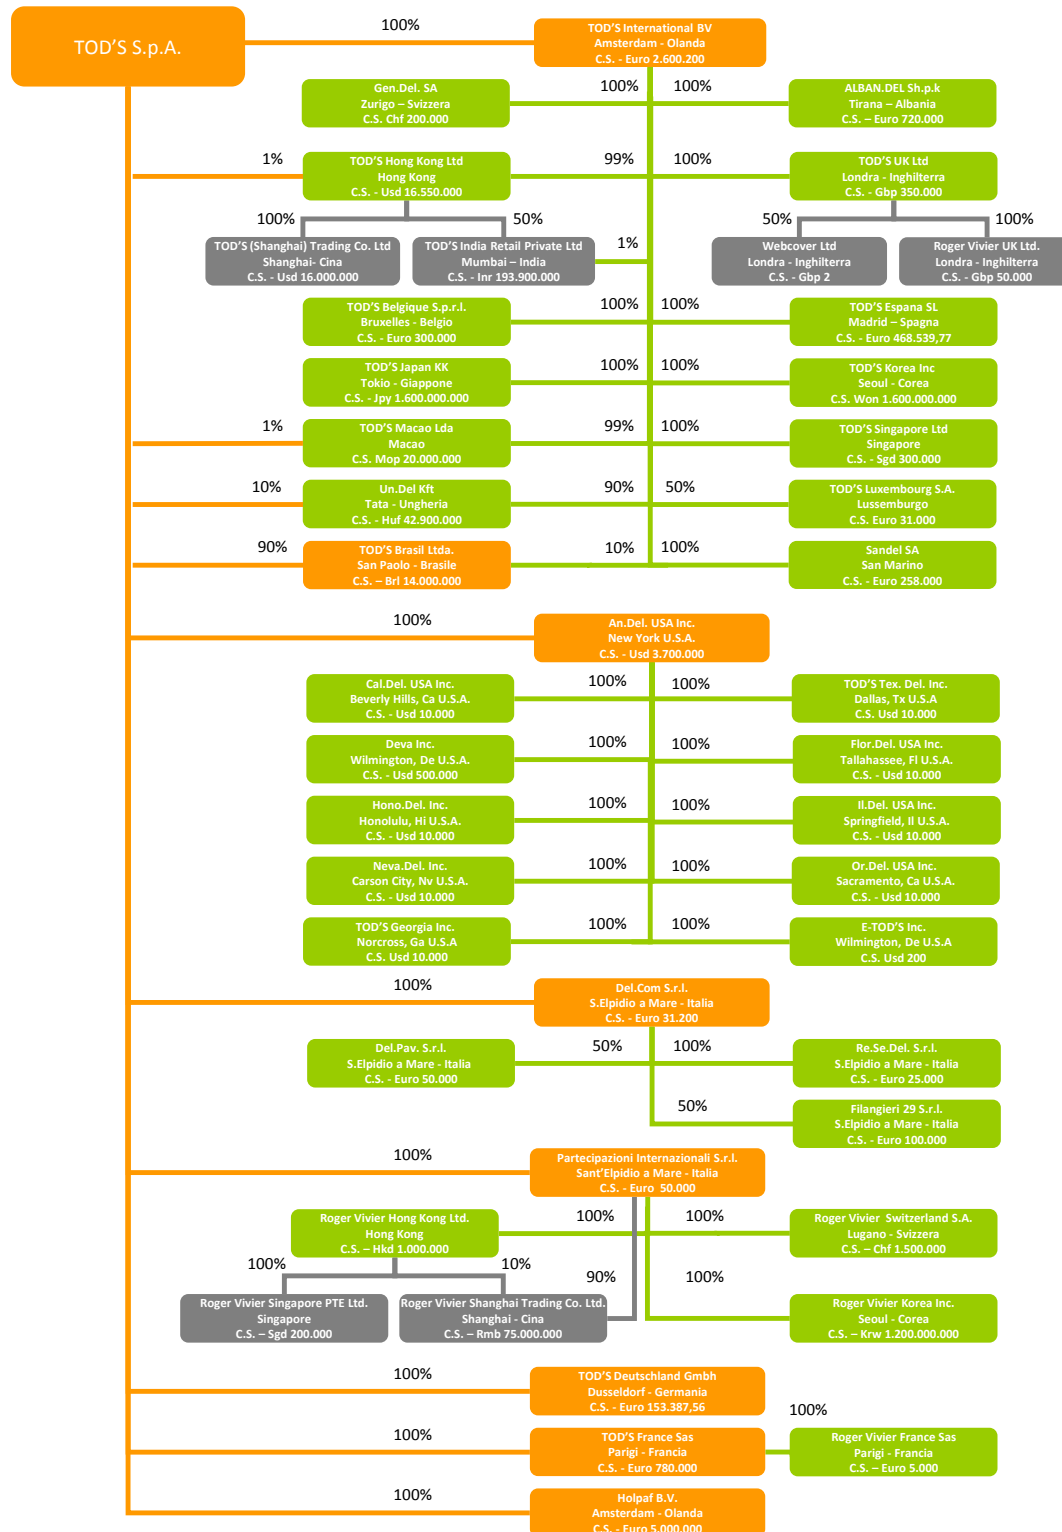 TOD'S S.p.A.
100%
TOD'S International BV
Amsterdam - Olanda
C.S. - Euro 2.600.200
Gen.Del. SA
Zurigo – Svizzera
C.S. Chf 200.000
100%
100%
ALBAN.DEL Sh.p.k
Tirana – Albania
C.S. – Euro 720.000
1%
TOD'S Hong Kong Ltd
Hong Kong
C.S. - Usd 16.550.000
99%
100%
TOD'S UK Ltd
Londra - Inghilterra
C.S. - Gbp 350.000
100%
50%
50%
100%
TOD'S (Shanghai) Trading Co. Ltd
Shanghai- Cina
C.S. - Usd 16.000.000
TOD'S India Retail Private Ltd
Mumbai – India
C.S. - Inr 193.900.000
1%
Webcover Ltd
Londra - Inghilterra
C.S. - Gbp 2
Roger Vivier UK Ltd.
Londra - Inghilterra
C.S. - Gbp 50.000
TOD'S Belgique S.p.r.l.
Bruxelles - Belgio
C.S. - Euro 300.000
100%
100%
TOD'S Espana SL
Madrid – Spagna
C.S. - Euro 468.539,77
TOD'S Japan KK
Tokio - Giappone
C.S. - Jpy 1.600.000.000
100%
100%
TOD'S Korea Inc
Seoul - Corea
C.S. Won 1.600.000.000
1%
TOD'S Macao Lda
Macao
C.S. Mop 20.000.000
99%
100%
TOD'S Singapore Ltd
Singapore
C.S. - Sgd 300.000
10%
Un.Del Kft
Tata - Ungheria
C.S. - Huf 42.900.000
90%
50%
TOD'S Luxembourg S.A.
Lussemburgo
C.S. Euro 31.000
90%
TOD'S Brasil Ltda.
San Paolo - Brasile
C.S. – Brl 14.000.000
10%
100%
Sandel SA
San Marino
C.S. – Euro 258.000
100%
An.Del. USA Inc.
New York U.S.A.
C.S. - Usd 3.700.000
Cal.Del. USA Inc.
Beverly Hills, Ca U.S.A.
C.S. - Usd 10.000
100%
100%
TOD'S Tex. Del. Inc.
Dallas, Tx U.S.A
C.S. Usd 10.000
Deva Inc.
Wilmington, De U.S.A.
C.S. - Usd 500.000
100%
100%
Flor.Del. USA Inc.
Tallahassee, Fl U.S.A.
C.S. - Usd 10.000
Hono.Del. Inc.
Honolulu, Hi U.S.A.
C.S. - Usd 10.000
100%
100%
Il.Del. USA Inc.
Springfield, Il U.S.A.
C.S. - Usd 10.000
Neva.Del. Inc.
Carson City, Nv U.S.A.
C.S. - Usd 10.000
100%
100%
Or.Del. USA Inc.
Sacramento, Ca U.S.A.
C.S. - Usd 10.000
TOD'S Georgia Inc.
Norcross, Ga U.S.A
C.S. Usd 10.000
100%
100%
E-TOD'S Inc.
Wilmington, De U.S.A
C.S. Usd 200
100%
Del.Com S.r.l.
S.Elpidio a Mare - Italia
C.S. - Euro 31.200
Del.Pav. S.r.l.
S.Elpidio a Mare - Italia
C.S. - Euro 50.000
50%
100%
Re.Se.Del. S.r.l.
S.Elpidio a Mare - Italia
C.S. - Euro 25.000
50%
Filangieri 29 S.r.l.
S.Elpidio a Mare - Italia
C.S. - Euro 100.000
100%
Partecipazioni Internazionali S.r.l.
Sant'Elpidio a Mare - Italia
C.S. - Euro 50.000
Roger Vivier Hong Kong Ltd.
Hong Kong
C.S. – Hkd 1.000.000
100%
100%
Roger Vivier Switzerland S.A.
Lugano - Svizzera
C.S. – Chf 1.500.000
100%
10%
90%
100%
Roger Vivier Singapore PTE Ltd.
Singapore
C.S. – Sgd 200.000
Roger Vivier Shanghai Trading Co. Ltd.
Shanghai - Cina
C.S. – Rmb 75.000.000
Roger Vivier Korea Inc.
Seoul - Corea
C.S. – Krw 1.200.000.000
100%
TOD'S Deutschland Gmbh
Dusseldorf - Germania
C.S. - Euro 153.387,56
100%
100%
TOD'S France Sas
Parigi - Francia
C.S. - Euro 780.000
Roger Vivier France Sas
Parigi - Francia
C.S. – Euro 5.000
100%
Holpaf B.V.
Amsterdam - Olanda
C.S. - Euro 5.000.000